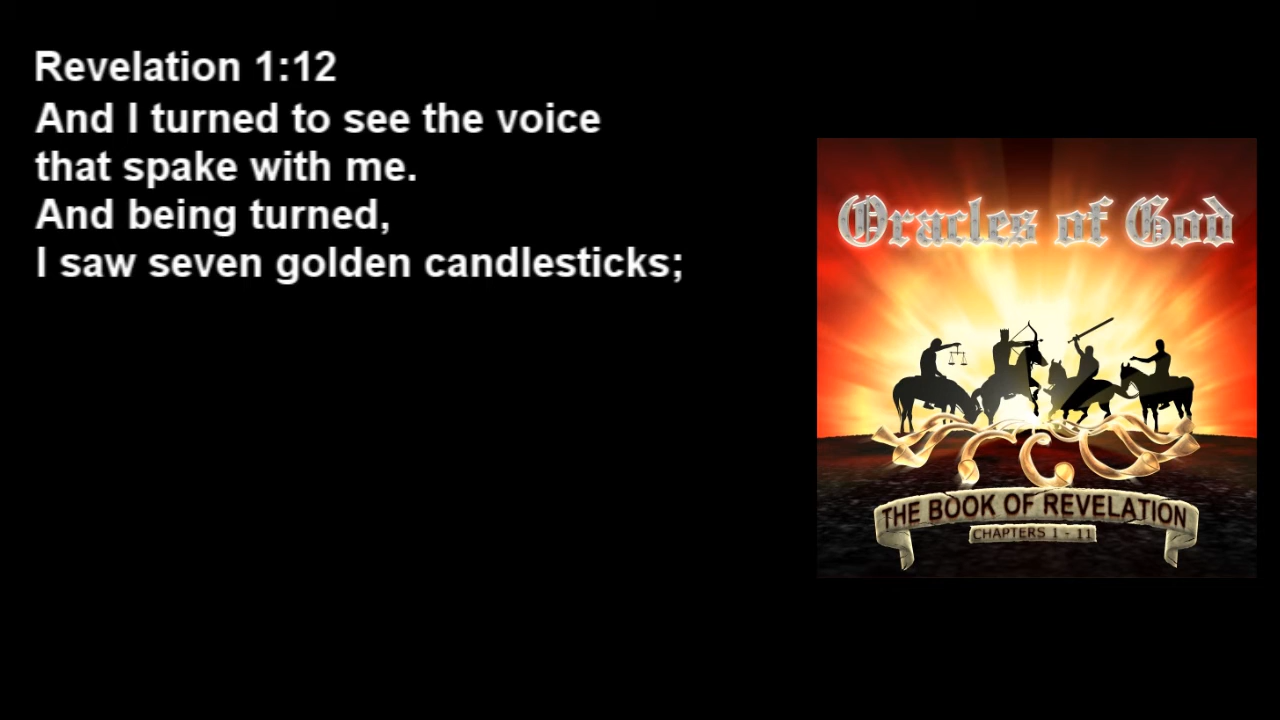 Revelation 1:12
And I turned to see the voice
that spake with me.
And being turned,
I saw seven golden candlesticks;
Oracles of God
THE BOOK OF REVELATION
CHAPTERS 1 - 11